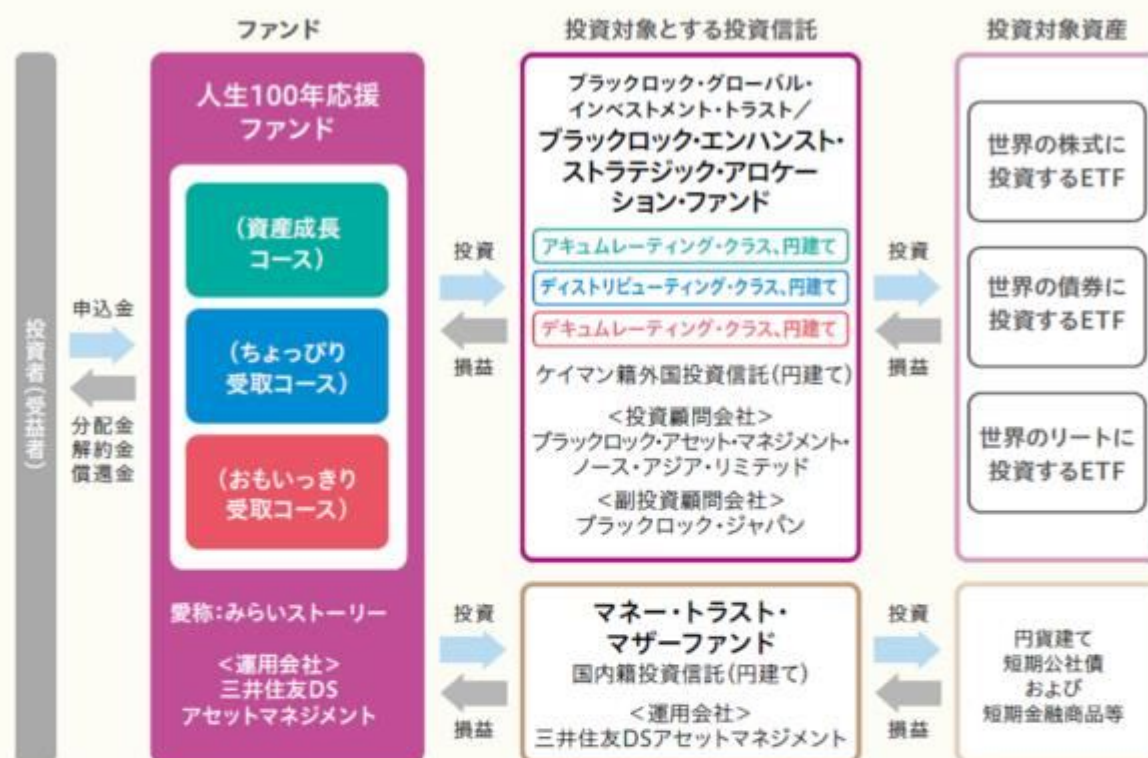 ファンド
投資対象とする投資信託
投資対象資産
投資者(受益者)
申込金
分配金
解約金
償還金
人生100年応援
ファンド
(資産成長
コース)
(ちょっぴり
受取コース)
(おもいっきり
受取コース)
愛称:みらいストーリー
<運用会社>
三井住友DS
アセットマネジメント
投資
損益
投資
損益
ブラックロック・グローバル・
インベストメント・トラスト/
ブラックロック・エンハンスト・
ストラテジック・アロケー
ション・ファンド
アキュムレーティング・クラス、円建て
ディストリビューティング・クラス、円建て
デキュムレーティング・クラス、円建て
ケイマン籍外国投資信託(円建て)
<投資顧問会社>
ブラックロック・アセット・マネジメント・
ノース・アジア・リミテッド
<副投資顧問会社>
ブラックロック・ジャパン
マネー・トラスト・
マザーファンド
国内籍投資信託(円建て)
<運用会社>
三井住友DSアセットマネジメント
投資
損益
投資
損益
世界の株式に
投資するETF
世界の債券に
投資するETF
世界のリートに
投資するETF
円貨建て
短期公社債
および
短期金融商品等